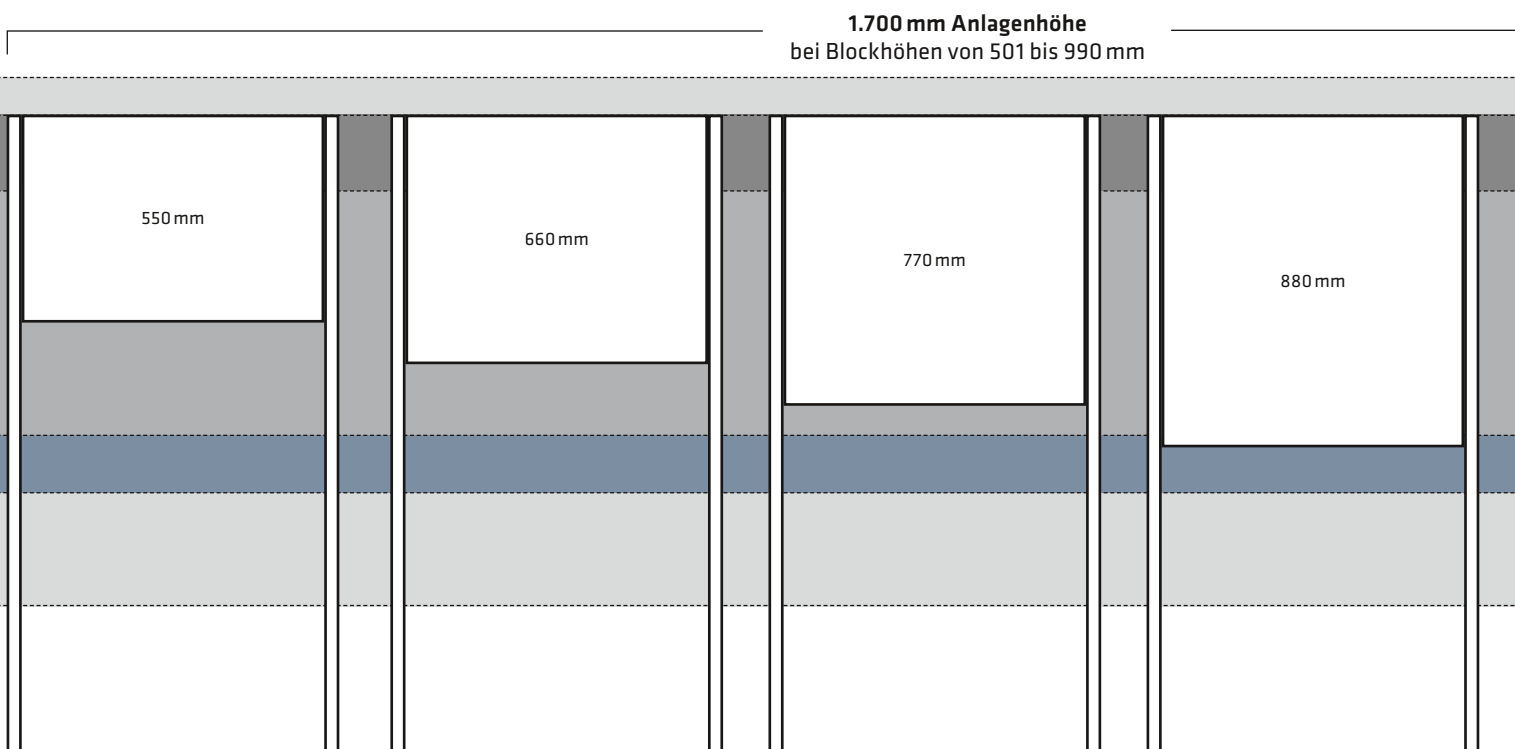 1.700 mm Anlagenhöhe
bei Blockhöhen von 501 bis 990 mm
550 mm
660 mm
770 mm
880 mm